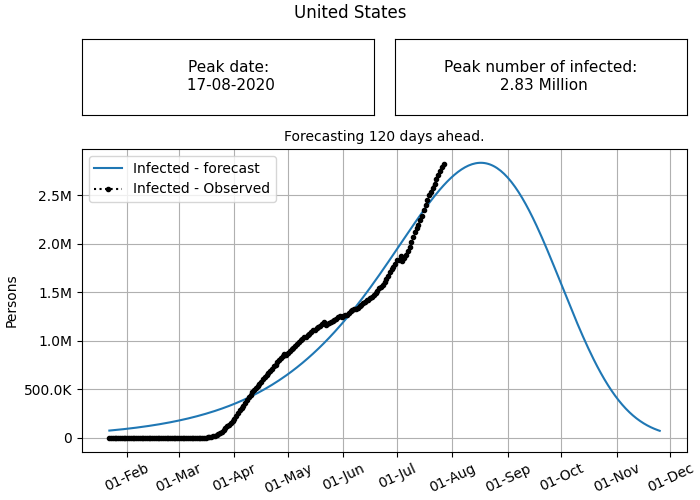 United States
Peak date:
17-08-2020
Peak number of infected:
2.83 Million
Forecasting 120 days ahead.
Infected - forecast
Infected - Observed
Persons
2.5M
2.0M
1.5M
1.0M
500.0K
0
01-Feb
01-Mar
01-Apr
01-May
01-Jun
01-Jul
01-Aug
01-Sep
01-Oct
01-Nov
01-Dec